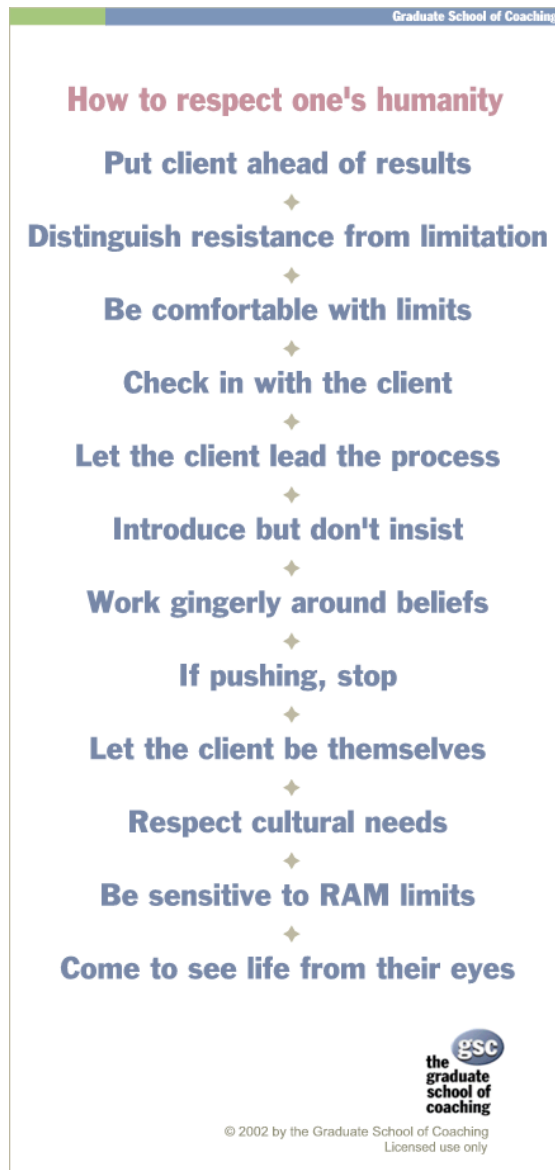 Graduate School of Coaching
How to respect one's humanity
Put client ahead of results
Distinguish resistance from limitation
Be comfortable with limits
Check in with the client
Let the client lead the process
Introduce but don't insist
Work gingerly around beliefs
If pushing, stop
Let the client be themselves
Respect cultural needs
Be sensitive to RAM limits
Come to see life from their eyes
gsc
the
graduate
school of
coaching
© 2002 by the Graduate School of Coaching
Licensed use only